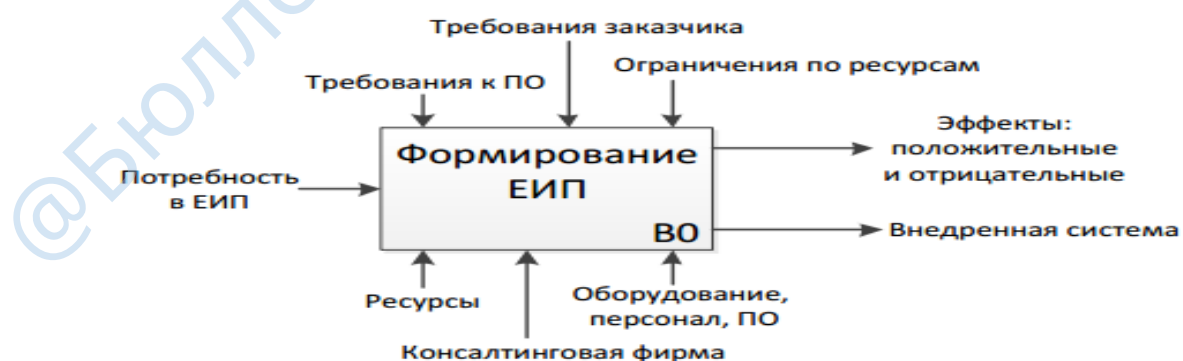 Требования заказчика
Ограничения по ресурсам
Требования к ПО
Эффекты:
положительные
и отрицательные
Формирование
ЕИП
B0
Потребность
в ЕИП
Внедренная система
Ресурсы
Оборудование,
персонал, ПО
Консалтинговая фирма